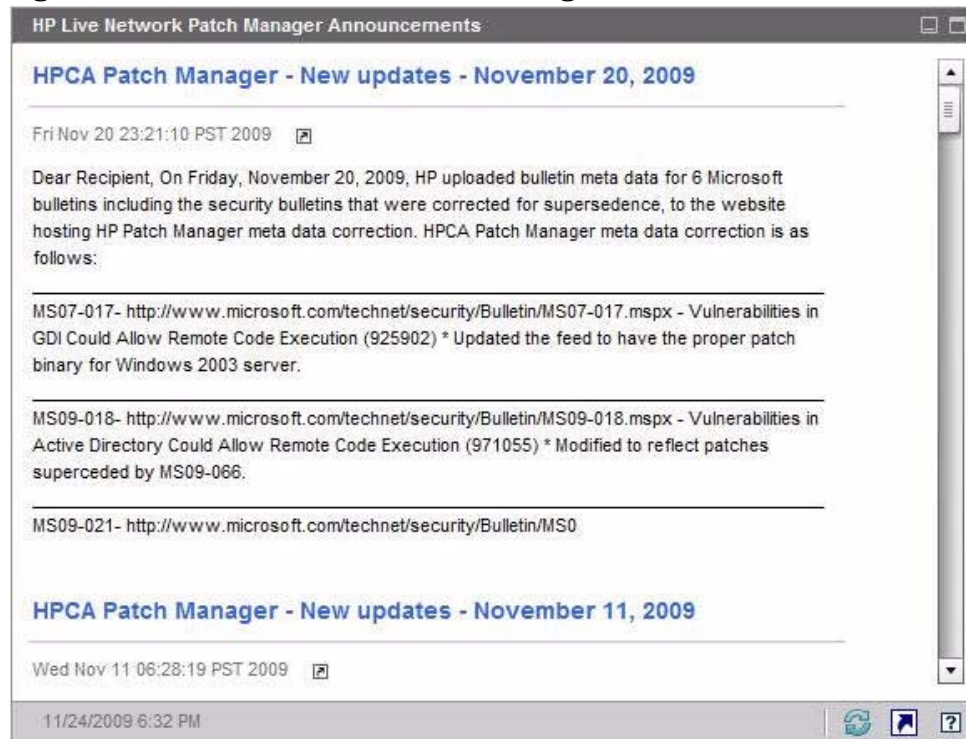 HP Live Network Patch Manager Announcements
HPCA Patch Manager - New updates - November 20, 2009
Fri Nov 20 23:21:10 PST 2009
Dear Recipient, On Friday, November 20, 2009, HP uploaded bulletin meta data for 6 Microsoft
bulletins including the security bulletins that were corrected for supersedence, to the website
hosting HP Patch Manager meta data correction. HPCA Patch Manager meta data correction is as
follows:
MS07-017- http://www.microsoft.com/technet/security/Bulletin/MS07-017.mspx - Vulnerabilities in
GDI Could Allow Remote Code Execution (925902) * Updated the feed to have the proper patch
binary for Windows 2003 server.
MS09-018- http://www.microsoft.com/technet/security/Bulletin/MS09-018.mspx - Vulnerabilities in
Active Directory Could Allow Remote Code Execution (971055) * Modified to reflect patches
superceded by MS09-066.
MS09-021- http://www.microsoft.com/technet/security/Bulletin/MS0
HPCA Patch Manager - New updates - November 11, 2009
Wed Nov 11 06:28:19 PST 2009
11/24/2009 6:32 PM
?